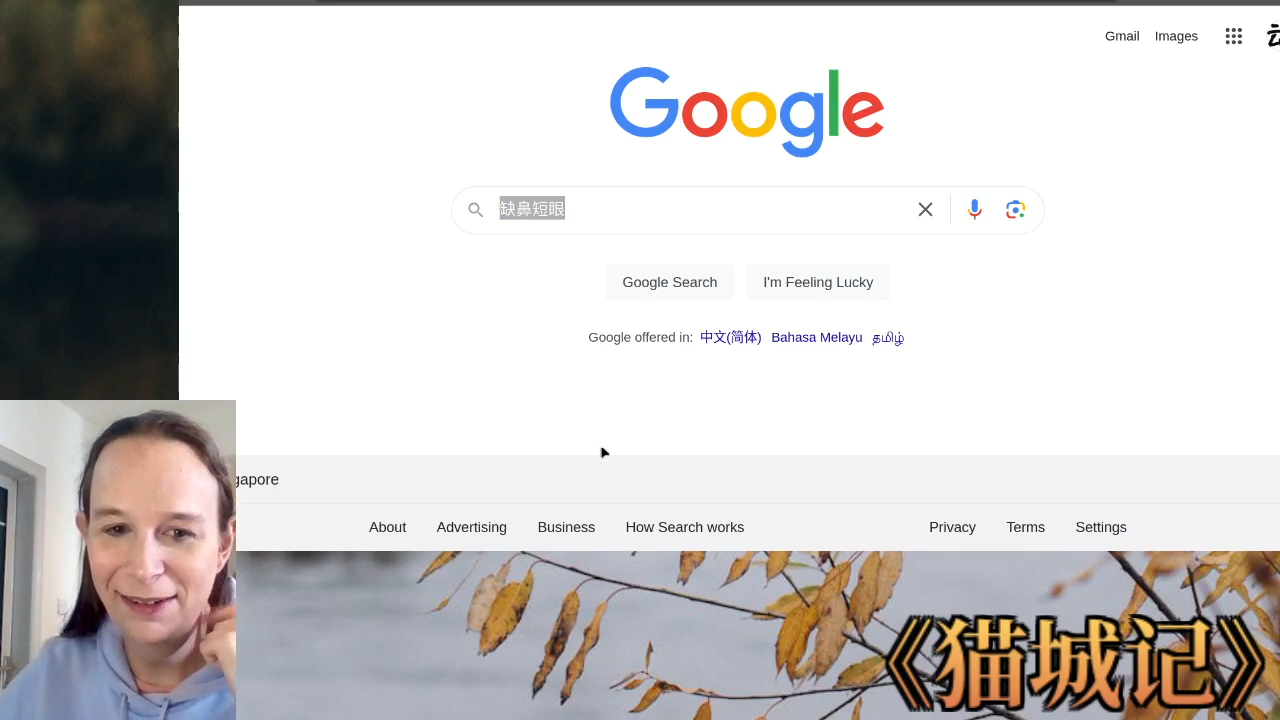 Gmail Images
Google
缺鼻短眼
Google Search I'm Feeling Lucky
Google offered in: 中文(简体) Bahasa Melayu தமிழ்
gapore
About Advertising Business How Search works Privacy Terms Settings
《猫城记》